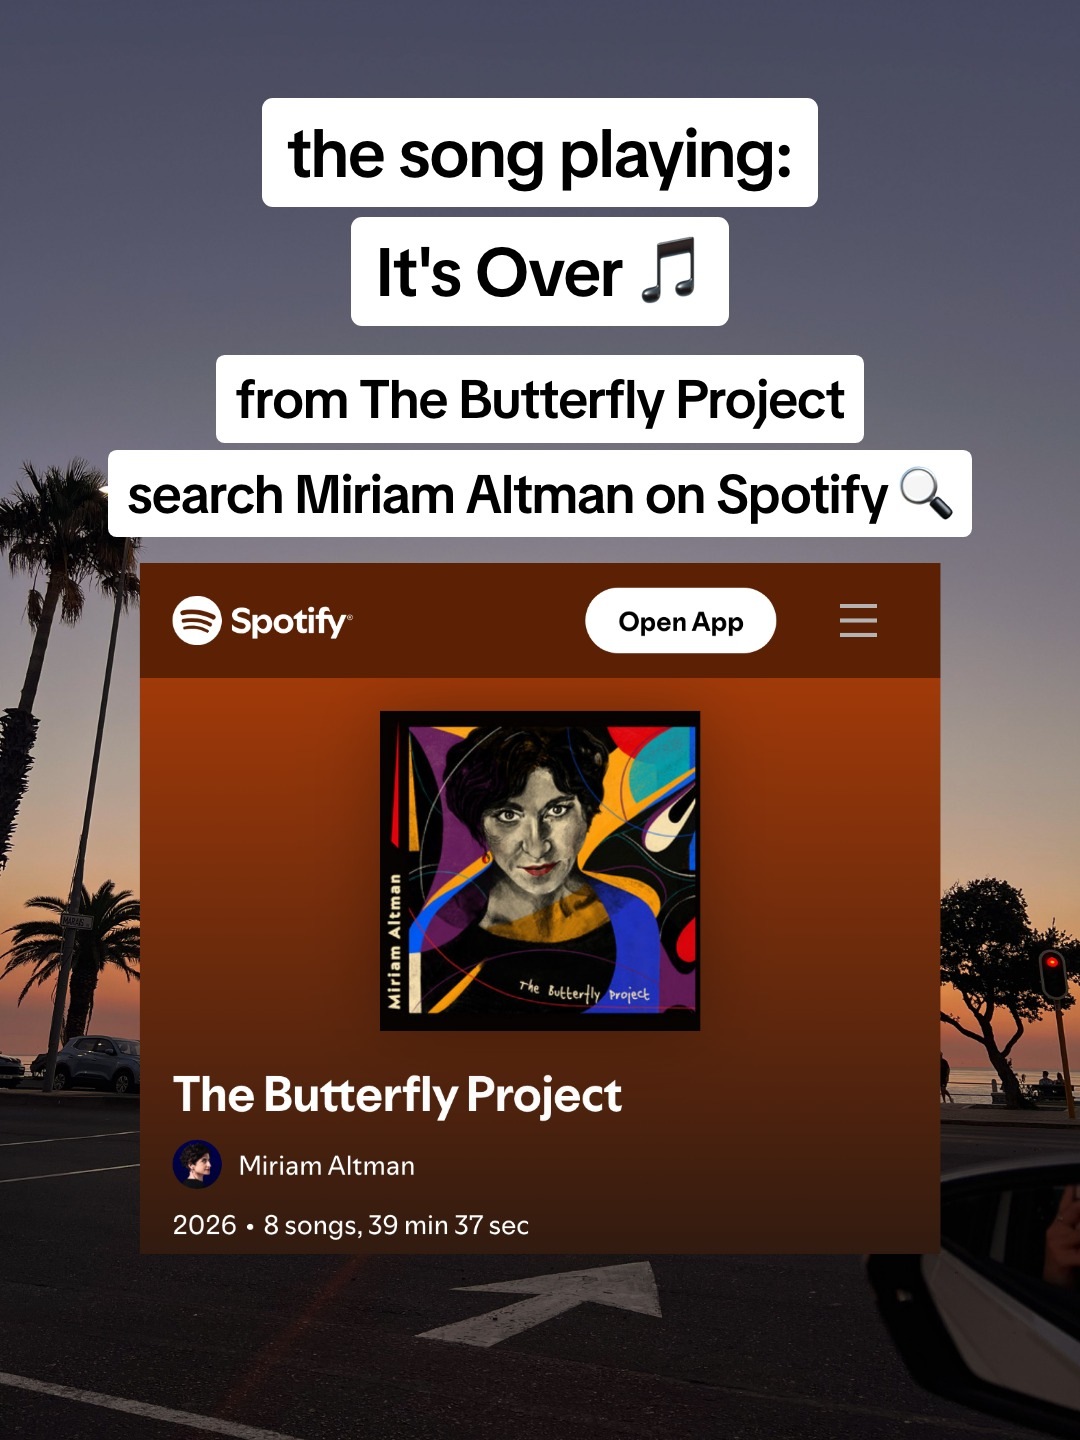 the song playing:
It's Over 🎵
from The Butterfly Project
search Miriam Altman on Spotify 🔍
Spotify®
Open App
Miriam Altman
The Butterfly Project
The Butterfly Project
Miriam Altman
2026 • 8 songs, 39 min 37 sec